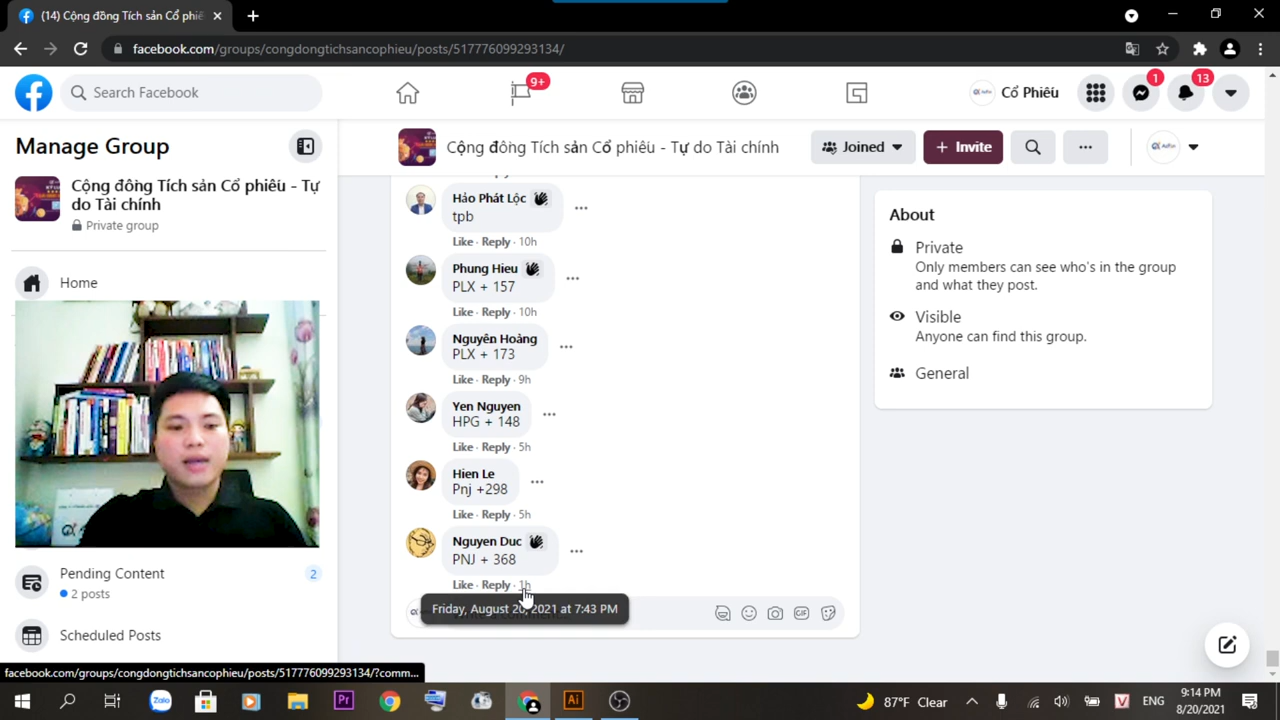 (14) Cộng đồng Tích sản Cổ phiế
facebook.com/groups/congdongtichsancophieu/posts/517776099293134/
Search Facebook
9+
Cổ Phiếu
1
13
Manage Group
Cộng đồng Tích sản Cổ phiếu - Tự do Tài chính
Private group
Home
Pending Content
2
2 posts
Scheduled Posts
Cộng đồng Tích sản Cổ phiếu - Tự do Tài chính
Joined
+ Invite
Hảo Phát Lộc
tpb
Like · Reply · 10h
Phung Hieu
PLX + 157
Like · Reply · 10h
Nguyễn Hoàng
PLX + 173
Like · Reply · 9h
Yen Nguyen
HPG + 148
Like · Reply · 5h
Hien Le
Pnj +298
Like · Reply · 5h
Nguyen Duc
PNJ + 368
Like · Reply · 1h
Friday, August 20, 2021 at 7:43 PM
GIF
About
Private
Only members can see who's in the group
and what they post.
Visible
Anyone can find this group.
General
facebook.com/groups/congdongtichsancophieu/posts/517776099293134/?comm...
Zalo
Pr
Ai
87°F Clear
V
ENG
9:14 PM
8/20/2021